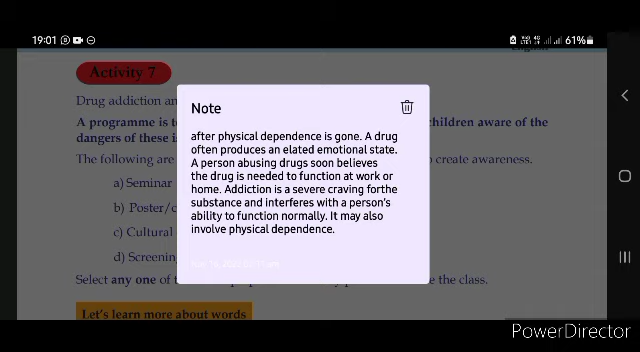 19:01
61%
Activity 7
Drug addiction an
A programme is to children aware of the
dangers of these
The following are to create awareness.
a) Seminar
b) Poster/c
c) Cultural
d) Screening
Select any one of t the class.
Let's learn more about words
Note
after physical dependence is gone. A drug
often produces an elated emotional state.
A person abusing drugs soon believes
the drug is needed to function at work or
home. Addiction is a severe craving forthe
substance and interferes with a person's
ability to function normally. It may also
involve physical dependence.
PowerDirector